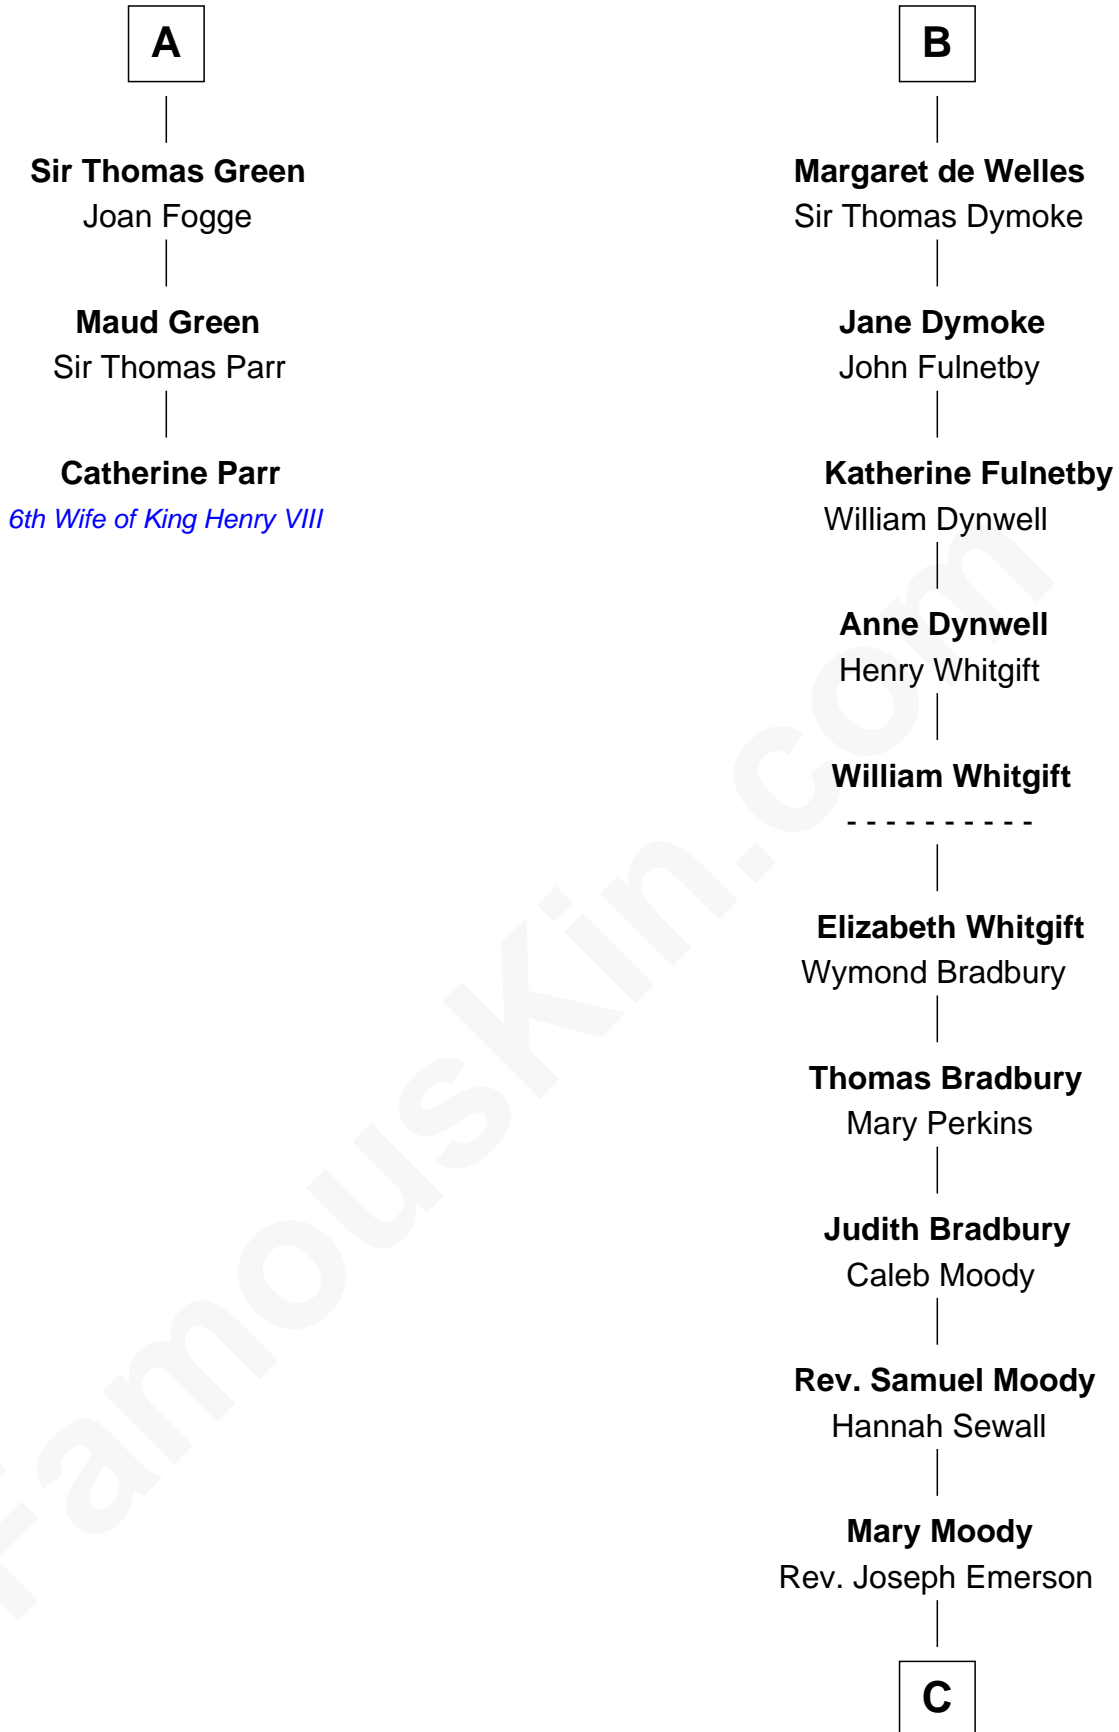 A
Sir Thomas Green
Joan Fogge
Maud Green
Sir Thomas Parr
Catherine Parr
6th Wife of King Henry VIII
B
Margaret de Welles
Sir Thomas Dymoke
Jane Dymoke
John Fulnetby
Katherine Fulnetby
William Dynwell
Anne Dynwell
Henry Whitgift
William Whitgift
- - - - - - - - - -
Elizabeth Whitgift
Wymond Bradbury
Thomas Bradbury
Mary Perkins
Judith Bradbury
Caleb Moody
Rev. Samuel Moody
Hannah Sewall
Mary Moody
Rev. Joseph Emerson
C
FamousKin.com